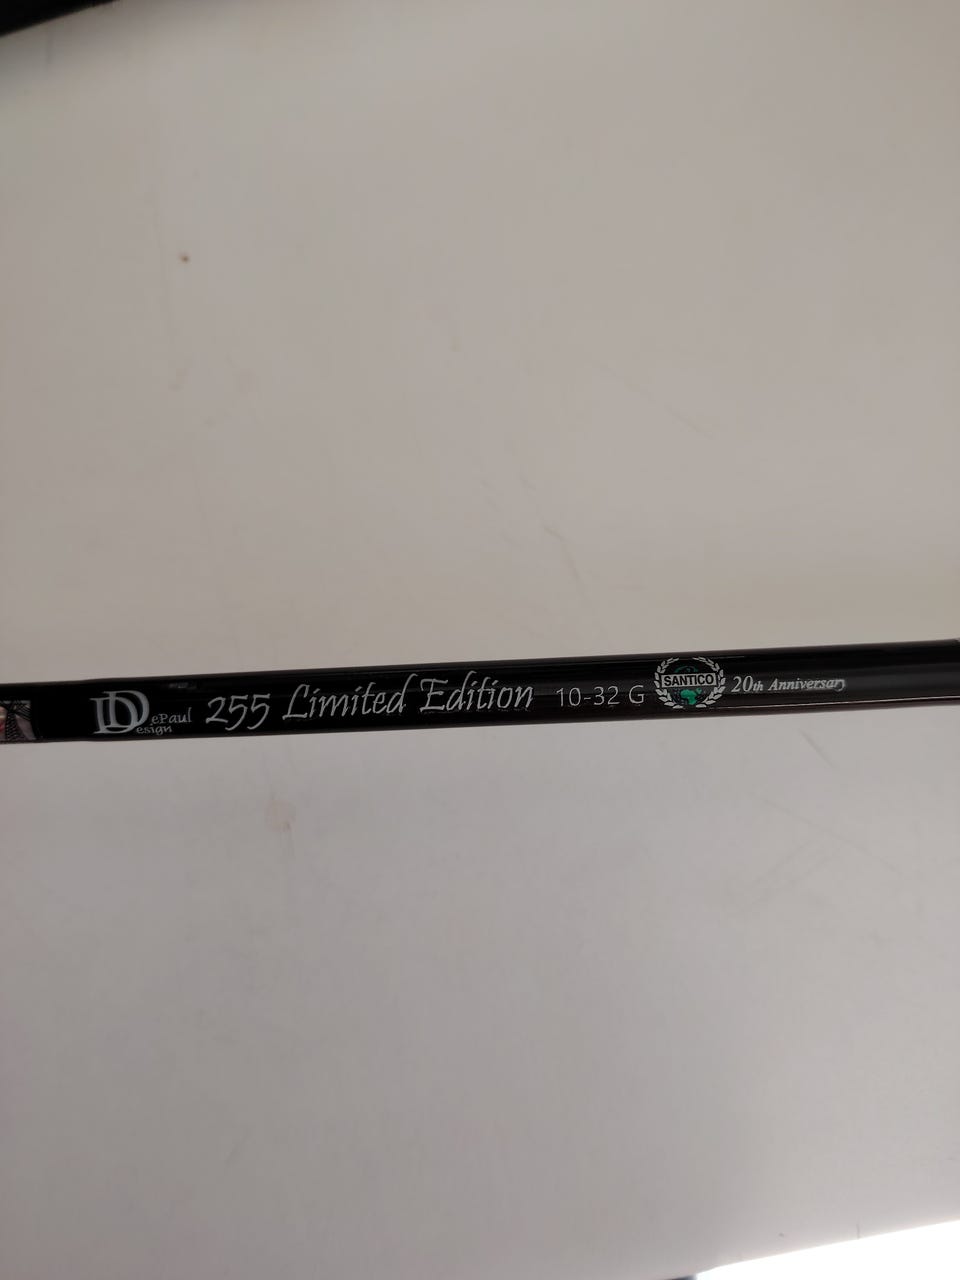 DePaul Design 255 Limited Edition 10-32 G SANTICO 20th Anniversary